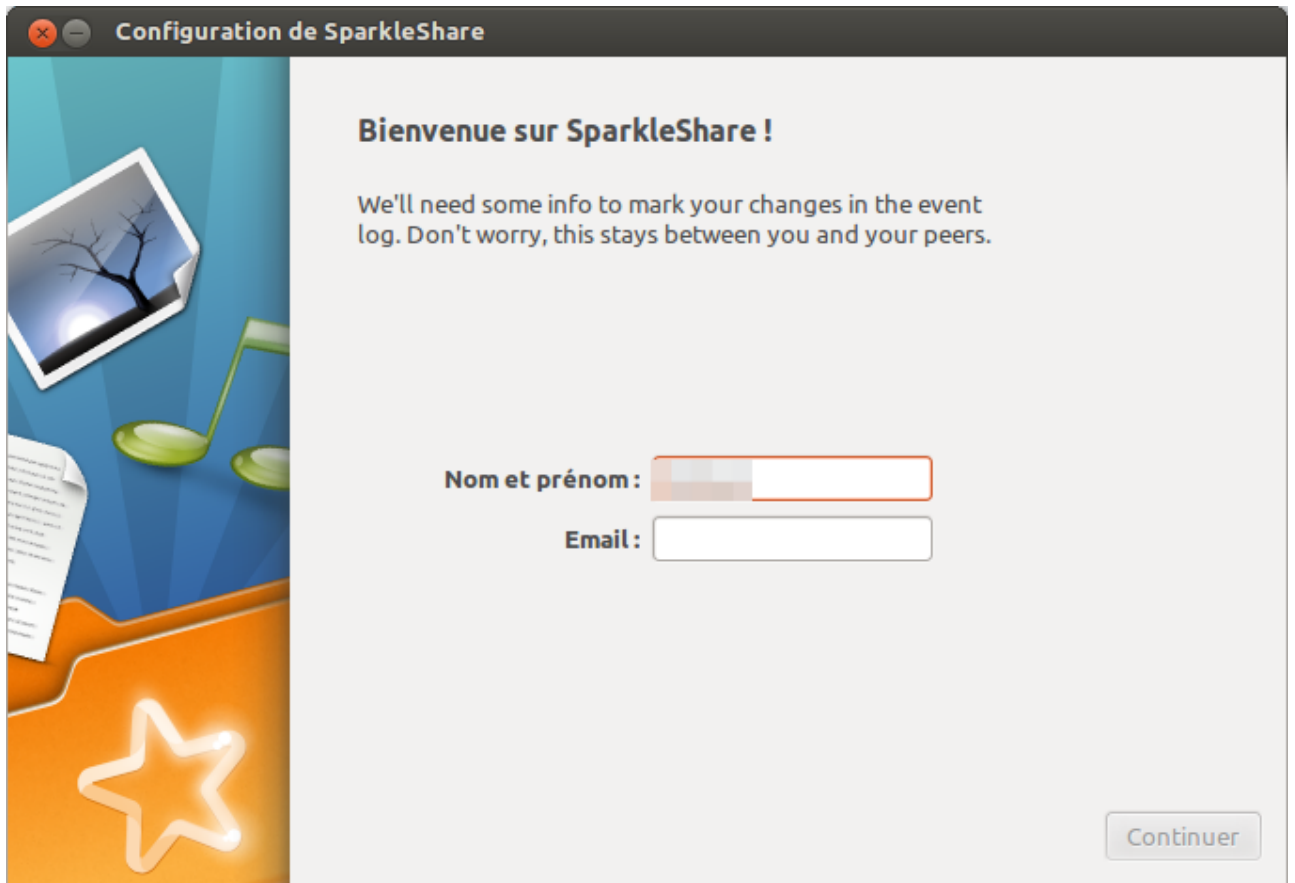 Configuration de SparkleShare
Bienvenue sur SparkleShare !
We'll need some info to mark your changes in the event
log. Don't worry, this stays between you and your peers.
Nom et prénom :
Email :
Continuer